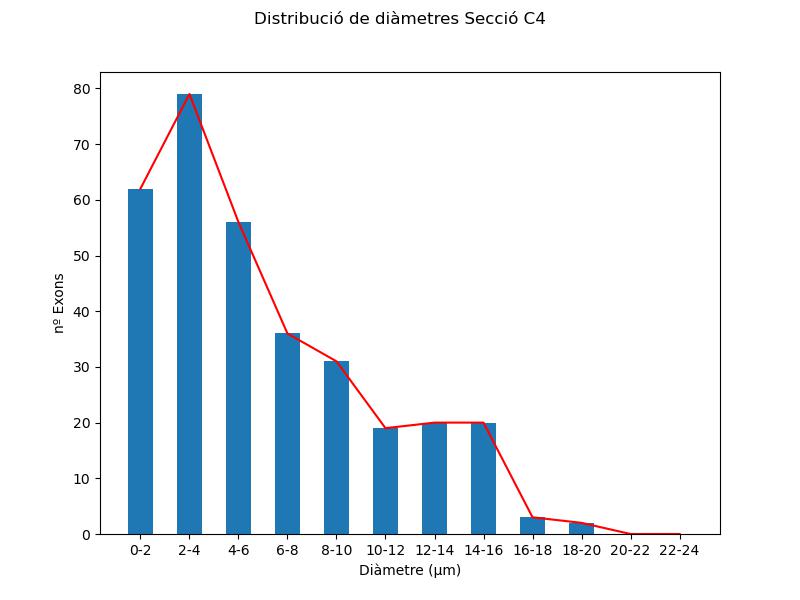 Distribució de diàmetres Secció C4
80
70
60
50
40
30
20
10
0
nº Exons
0-2 2-4 4-6 6-8 8-10 10-12 12-14 14-16 16-18 18-20 20-22 22-24
Diàmetre (μm)